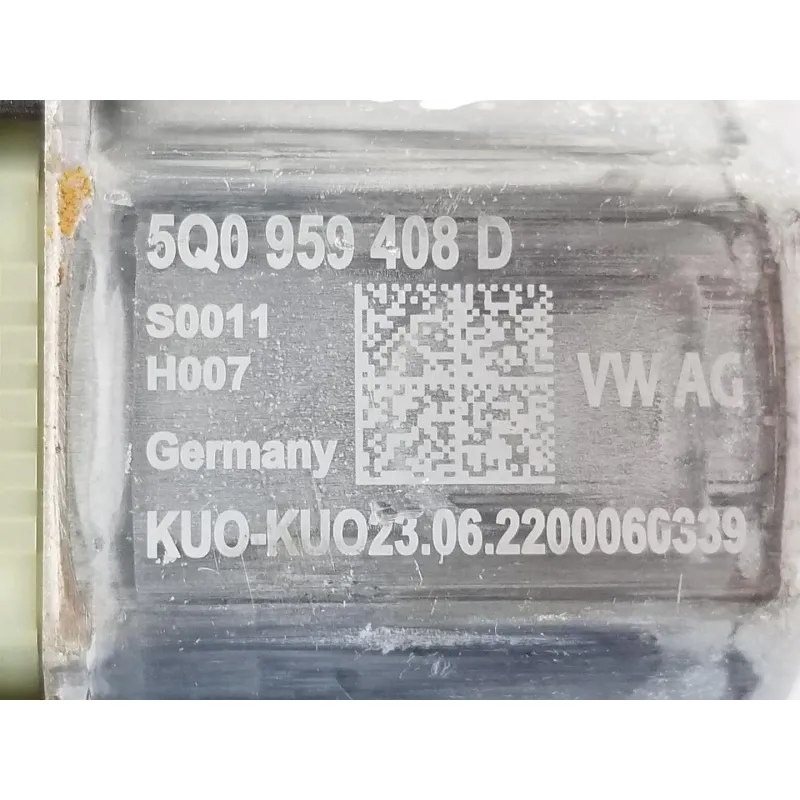 5Q0 959 408 D
S0011
H007
VW AG
Germany
KUO-KUO23.06.2200060339